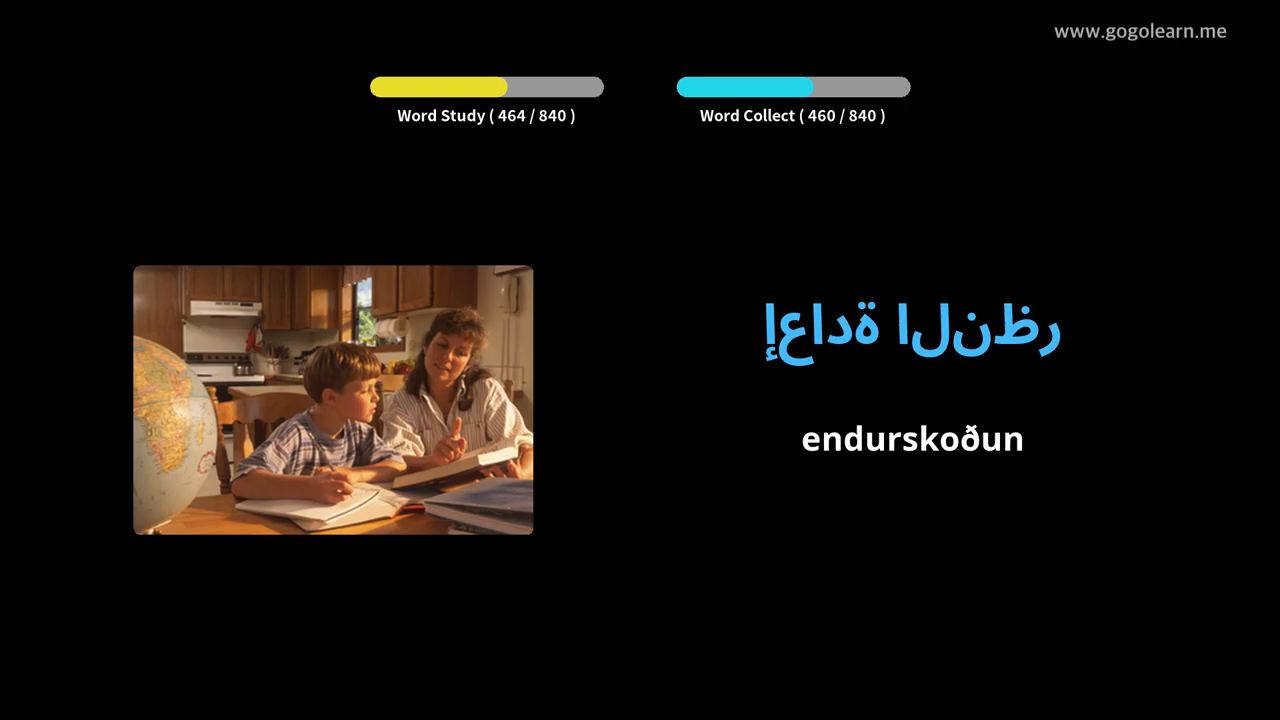 www.gogolearn.me
Word Study ( 464 / 840 )
Word Collect ( 460 / 840 )
إعادة النظر
endurskoðun